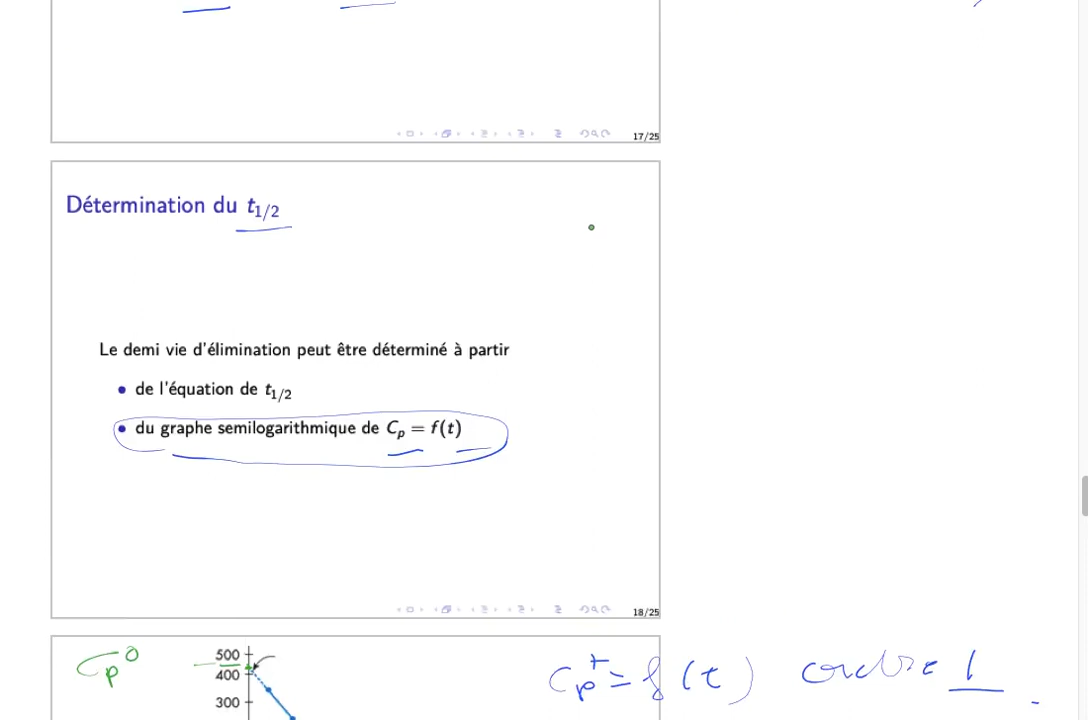 17/25
Détermination du t1/2
Le demi vie d'élimination peut être déterminé à partir
• de l'équation de t1/2
• du graphe semilogarithmique de Cp = f(t)
18/25
Cp0
500
400
300
Cpt = f(t) ordre 1